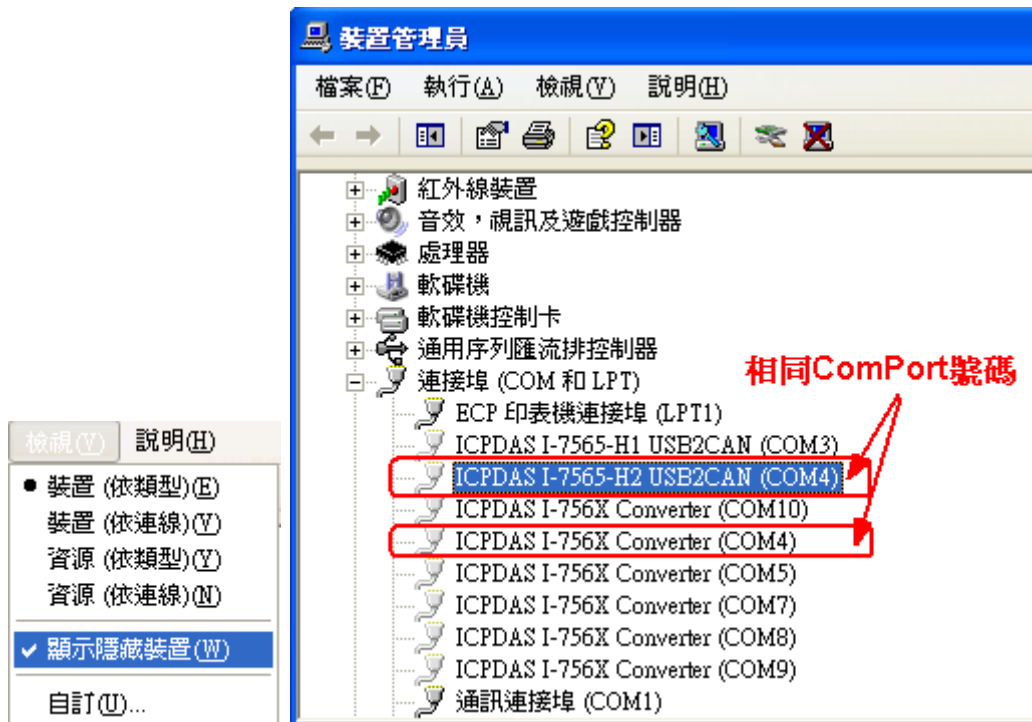 裝置管理員
檔案(F) 執行(A) 檢視(V) 說明(H)
紅外線裝置
音效，視訊及遊戲控制器
處理器
軟碟機
軟碟機控制卡
通用序列匯流排控制器
連接埠 (COM 和 LPT)
相同ComPort號碼
ECP 印表機連接埠 (LPT1)
ICPDAS I-7565-H1 USB2CAN (COM3)
ICPDAS I-7565-H2 USB2CAN (COM4)
ICPDAS I-756X Converter (COM10)
ICPDAS I-756X Converter (COM4)
ICPDAS I-756X Converter (COM5)
ICPDAS I-756X Converter (COM7)
ICPDAS I-756X Converter (COM8)
ICPDAS I-756X Converter (COM9)
通訊連接埠 (COM1)
檢視(V) 說明(H)
裝置 (依類型)(E)
裝置 (依連線)(V)
資源 (依類型)(Y)
資源 (依連線)(N)
顯示隱藏裝置(W)
自訂(U)...